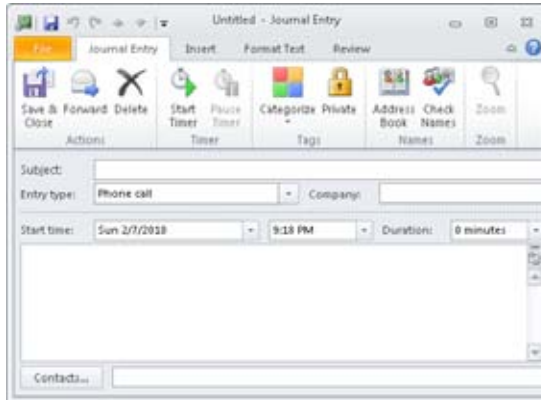 Untitled - Journal Entry
File Journal Entry Insert Format Text Review
Save & Close Forward Delete Start Timer Pause Timer Categorize Private Address Book Check Names Zoom
Actions Timer Tags Names Zoom
Subject:
Entry type: Phone call Company:
Start time: Sun 2/7/2010 9:18 PM Duration: 0 minutes
Contacts...